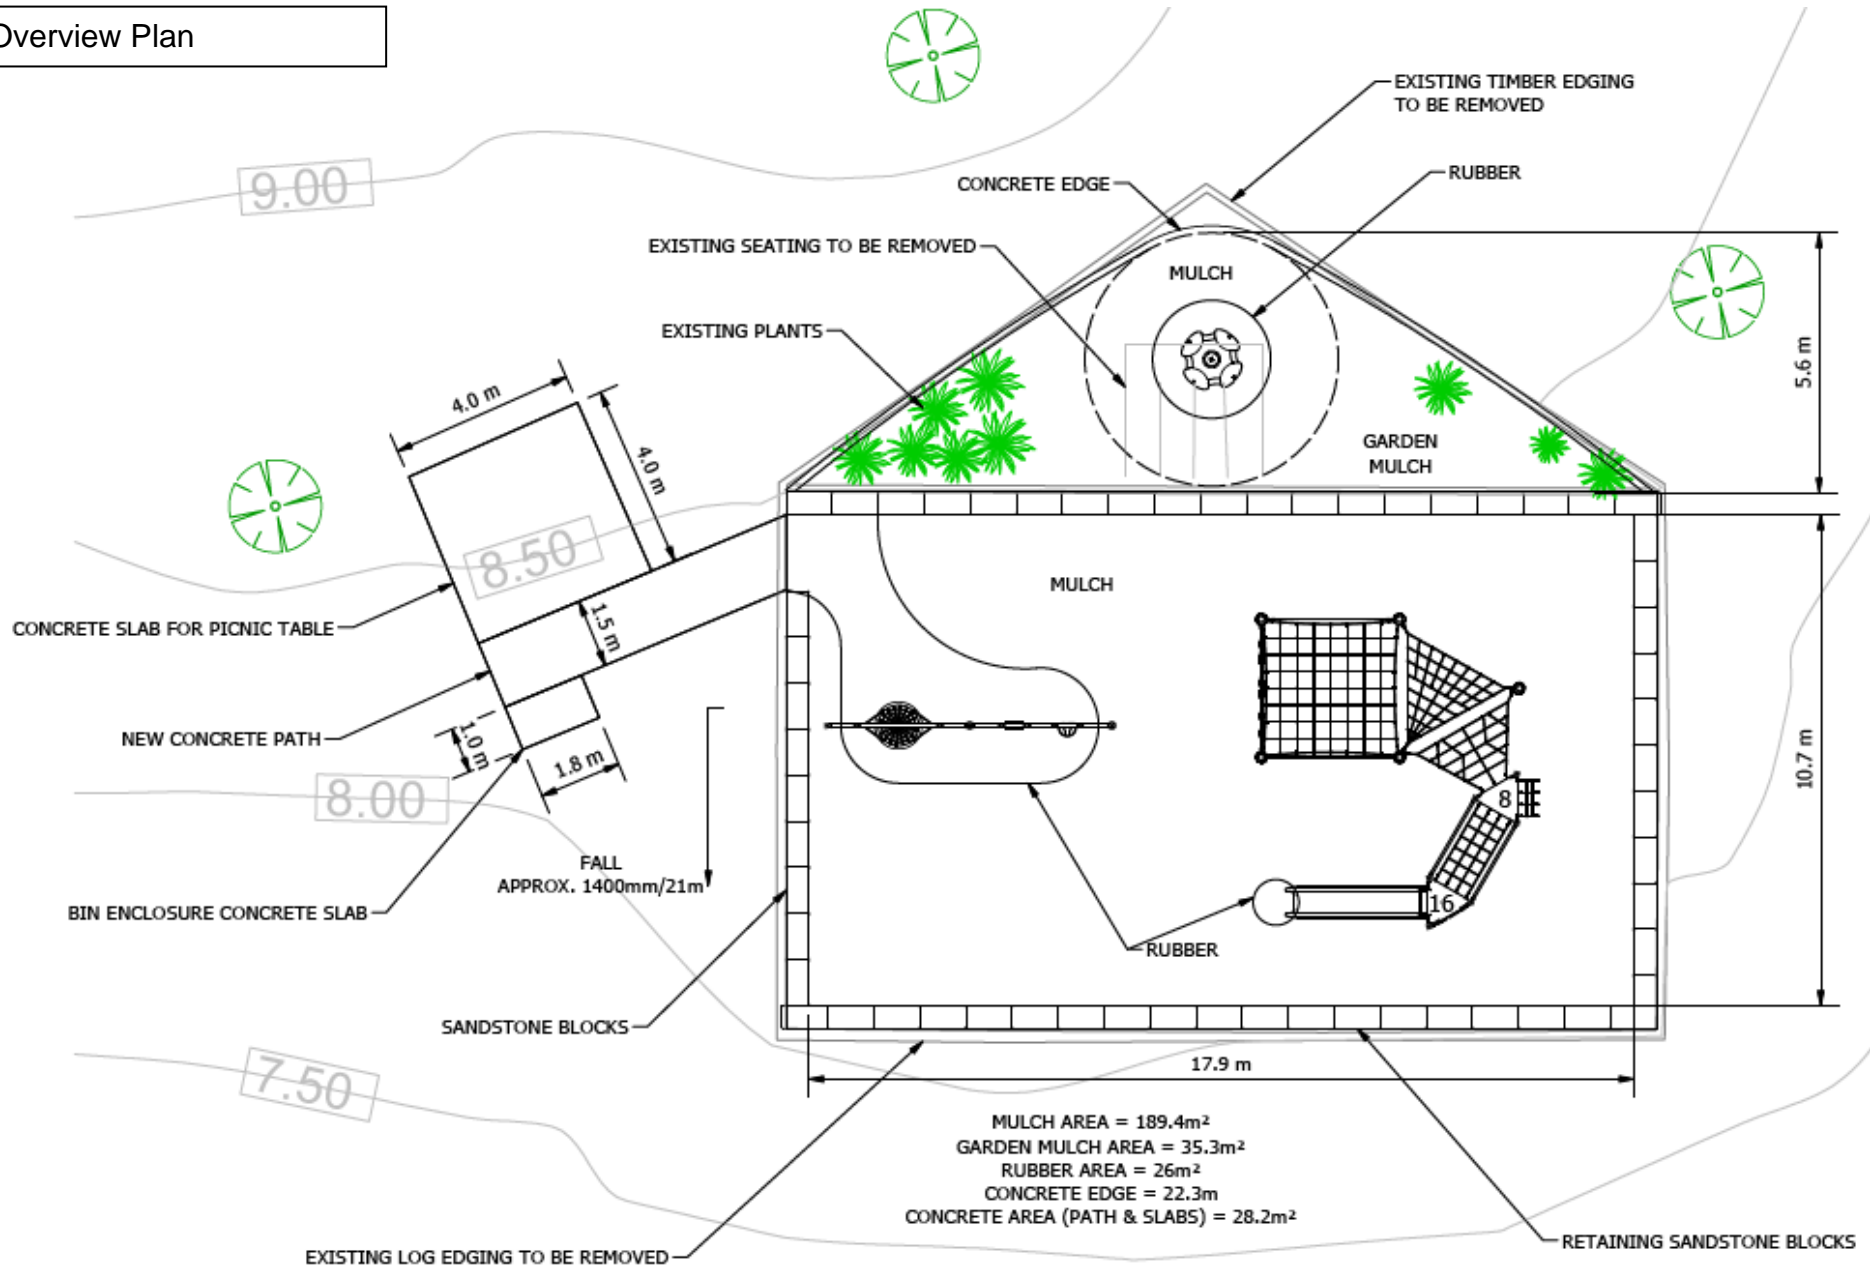 Overview Plan
EXISTING TIMBER EDGING
TO BE REMOVED
9.00
CONCRETE EDGE
RUBBER
EXISTING SEATING TO BE REMOVED
MULCH
EXISTING PLANTS
5.6 m
4.0 m
4.0 m
GARDEN
MULCH
8.50
MULCH
CONCRETE SLAB FOR PICNIC TABLE
1.5 m
NEW CONCRETE PATH
1.0 m
1.8 m
10.7 m
8.00
8
FALL
APPROX. 1400mm/21m
16
BIN ENCLOSURE CONCRETE SLAB
RUBBER
SANDSTONE BLOCKS
17.9 m
7.50
MULCH AREA = 189.4m²
GARDEN MULCH AREA = 35.3m²
RUBBER AREA = 26m²
CONCRETE EDGE = 22.3m
CONCRETE AREA (PATH & SLABS) = 28.2m²
EXISTING LOG EDGING TO BE REMOVED
RETAINING SANDSTONE BLOCKS